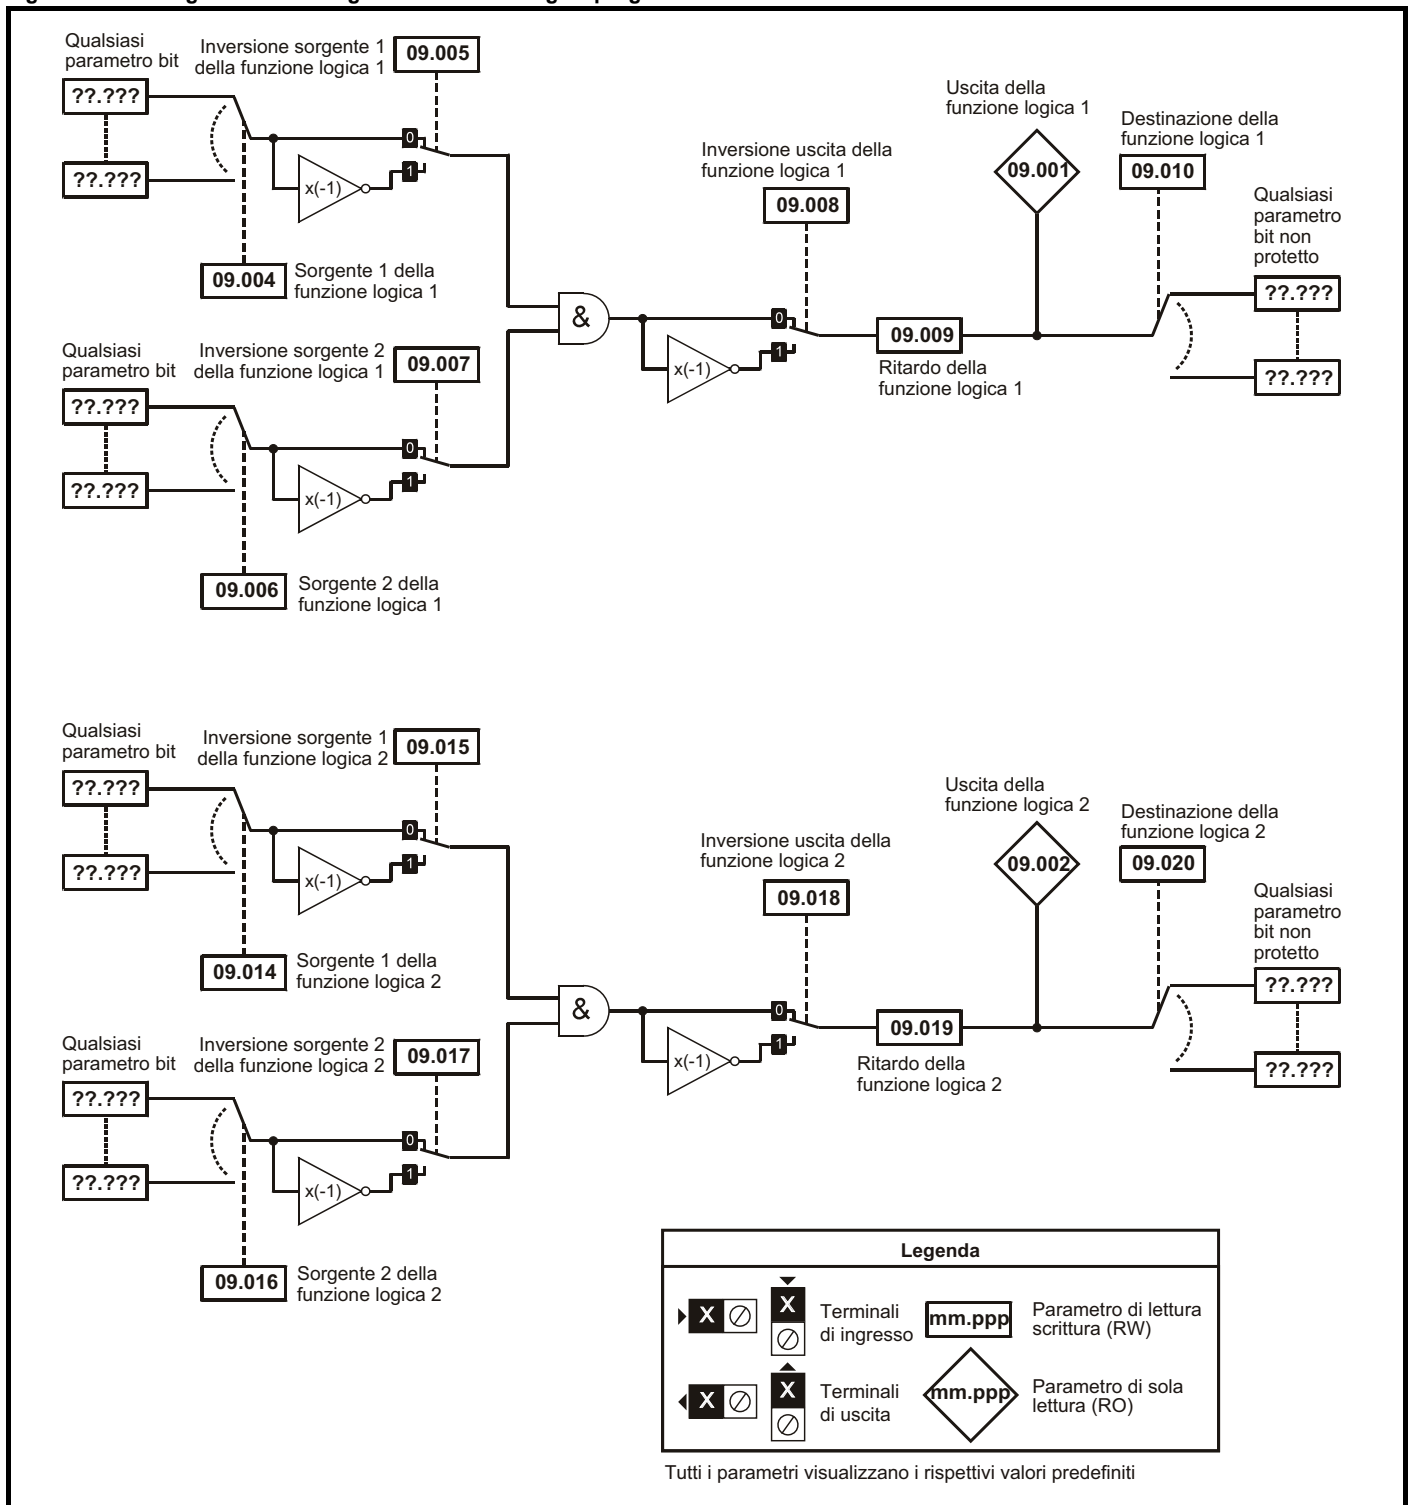 Qualsiasi
parametro bit
Inversione sorgente 1
della funzione logica 1
09.005
??.???
??.???
0
1
x(-1)
09.004
Sorgente 1 della
funzione logica 1
Qualsiasi
parametro bit
Inversione sorgente 2
della funzione logica 1
09.007
??.???
??.???
0
1
x(-1)
09.006
Sorgente 2 della
funzione logica 1
&
x(-1)
Inversione uscita della
funzione logica 1
09.008
0
1
09.009
Ritardo della
funzione logica 1
Uscita della
funzione logica 1
09.001
Destinazione della
funzione logica 1
09.010
Qualsiasi
parametro
bit non
protetto
??.???
??.???
Qualsiasi
parametro bit
Inversione sorgente 1
della funzione logica 2
09.015
??.???
??.???
0
1
x(-1)
09.014
Sorgente 1 della
funzione logica 2
Qualsiasi
parametro bit
Inversione sorgente 2
della funzione logica 2
09.017
??.???
??.???
0
1
x(-1)
09.016
Sorgente 2 della
funzione logica 2
&
x(-1)
Inversione uscita della
funzione logica 2
09.018
0
1
09.019
Ritardo della
funzione logica 2
Uscita della
funzione logica 2
09.002
Destinazione della
funzione logica 2
09.020
Qualsiasi
parametro
bit non
protetto
??.???
??.???
Legenda
X
X
Terminali
di ingresso
mm.ppp
Parametro di lettura
scrittura (RW)
X
X
Terminali
di uscita
mm.ppp
Parametro di sola
lettura (RO)
Tutti i parametri visualizzano i rispettivi valori predefiniti